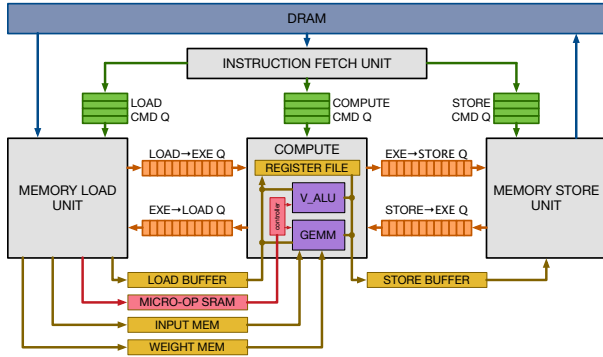 DRAM
INSTRUCTION FETCH UNIT
LOAD
CMD Q
COMPUTE
CMD Q
STORE
CMD Q
MEMORY LOAD
UNIT
LOAD→EXE Q
EXE→LOAD Q
COMPUTE
REGISTER FILE
controller
V_ALU
GEMM
EXE→STORE Q
STORE→EXE Q
MEMORY STORE
UNIT
LOAD BUFFER
STORE BUFFER
MICRO-OP SRAM
INPUT MEM
WEIGHT MEM